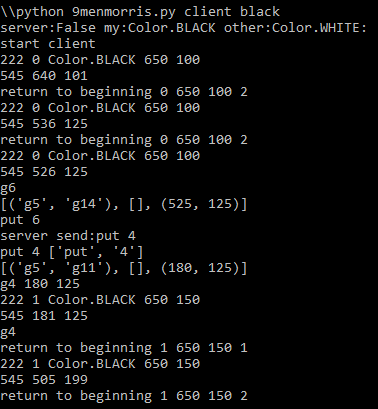 \\python 9menmorris.py client black
server:False my:Color.BLACK other:Color.WHITE:
start client
222 0 Color.BLACK 650 100
545 640 101
return to beginning 0 650 100 2
222 0 Color.BLACK 650 100
545 536 125
return to beginning 0 650 100 2
222 0 Color.BLACK 650 100
545 526 125
g6
[('g5', 'g14'), [], (525, 125)]
put 6
server send:put 4
put 4 ['put', '4']
[('g5', 'g11'), [], (180, 125)]
g4 180 125
222 1 Color.BLACK 650 150
545 181 125
g4
return to beginning 1 650 150 1
222 1 Color.BLACK 650 150
545 505 199
return to beginning 1 650 150 2